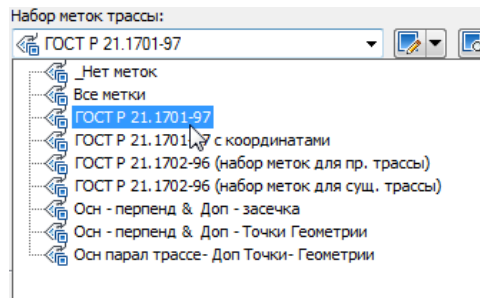 Набор меток трассы:
ГОСТ Р 21.1701-97
_Нет меток
Все метки
ГОСТ Р 21.1701-97
ГОСТ Р 21.1701-97 с координатами
ГОСТ Р 21.1702-96 (набор меток для пр. трассы)
ГОСТ Р 21.1702-96 (набор меток для сущ. трассы)
Осн - перпенд & Доп - засечка
Осн - перпенд & Доп - Точки Геометрии
Осн парал трассе- Доп Точки- Геометрии